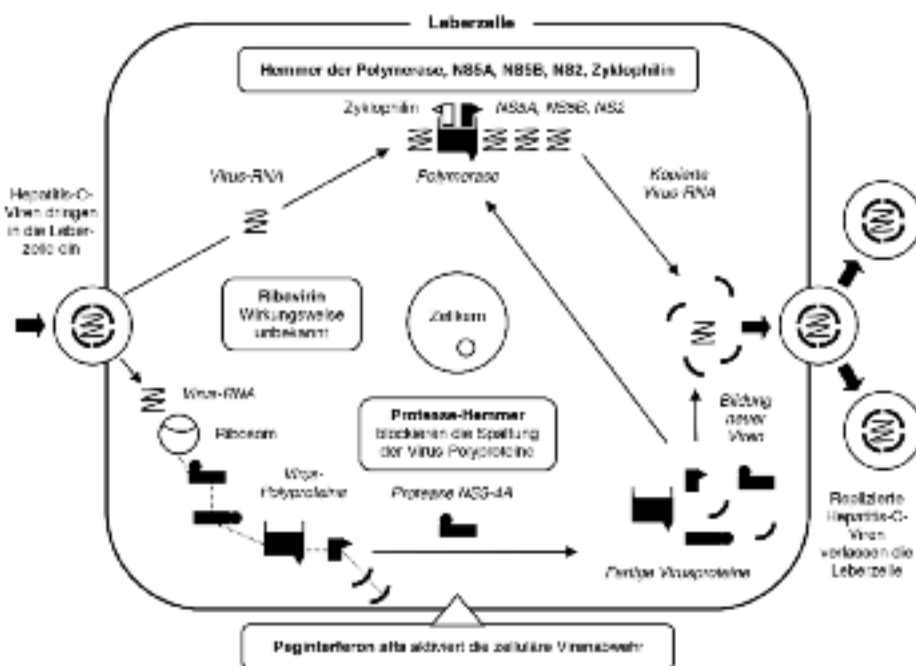 Leberzelle
Hemmer der Polymerase, NS5A, NS5B, NS2, Zyklophilin
Zyklophilin
NS5A, NS5B, NS2
Polymerase
Virus-RNA
Kopierte
Virus-RNA
Hepatitis-C-
Viren dringen
in die Leber-
zelle ein
Ribavirin
Wirkungsweise
unbekannt
Zellkern
Virus-RNA
Ribosom
Protease-Hemmer
blockieren die Spaltung
der Virus-Polyproteine
Bildung
neuer
Viren
Virus-
Polyproteine
Protease NS3-4A
Fertige Virusproteine
Replizierte
Hepatitis-C-
Viren
verlassen die
Leberzelle
Peginterferon alfa aktiviert die zelluläre Virenabwehr